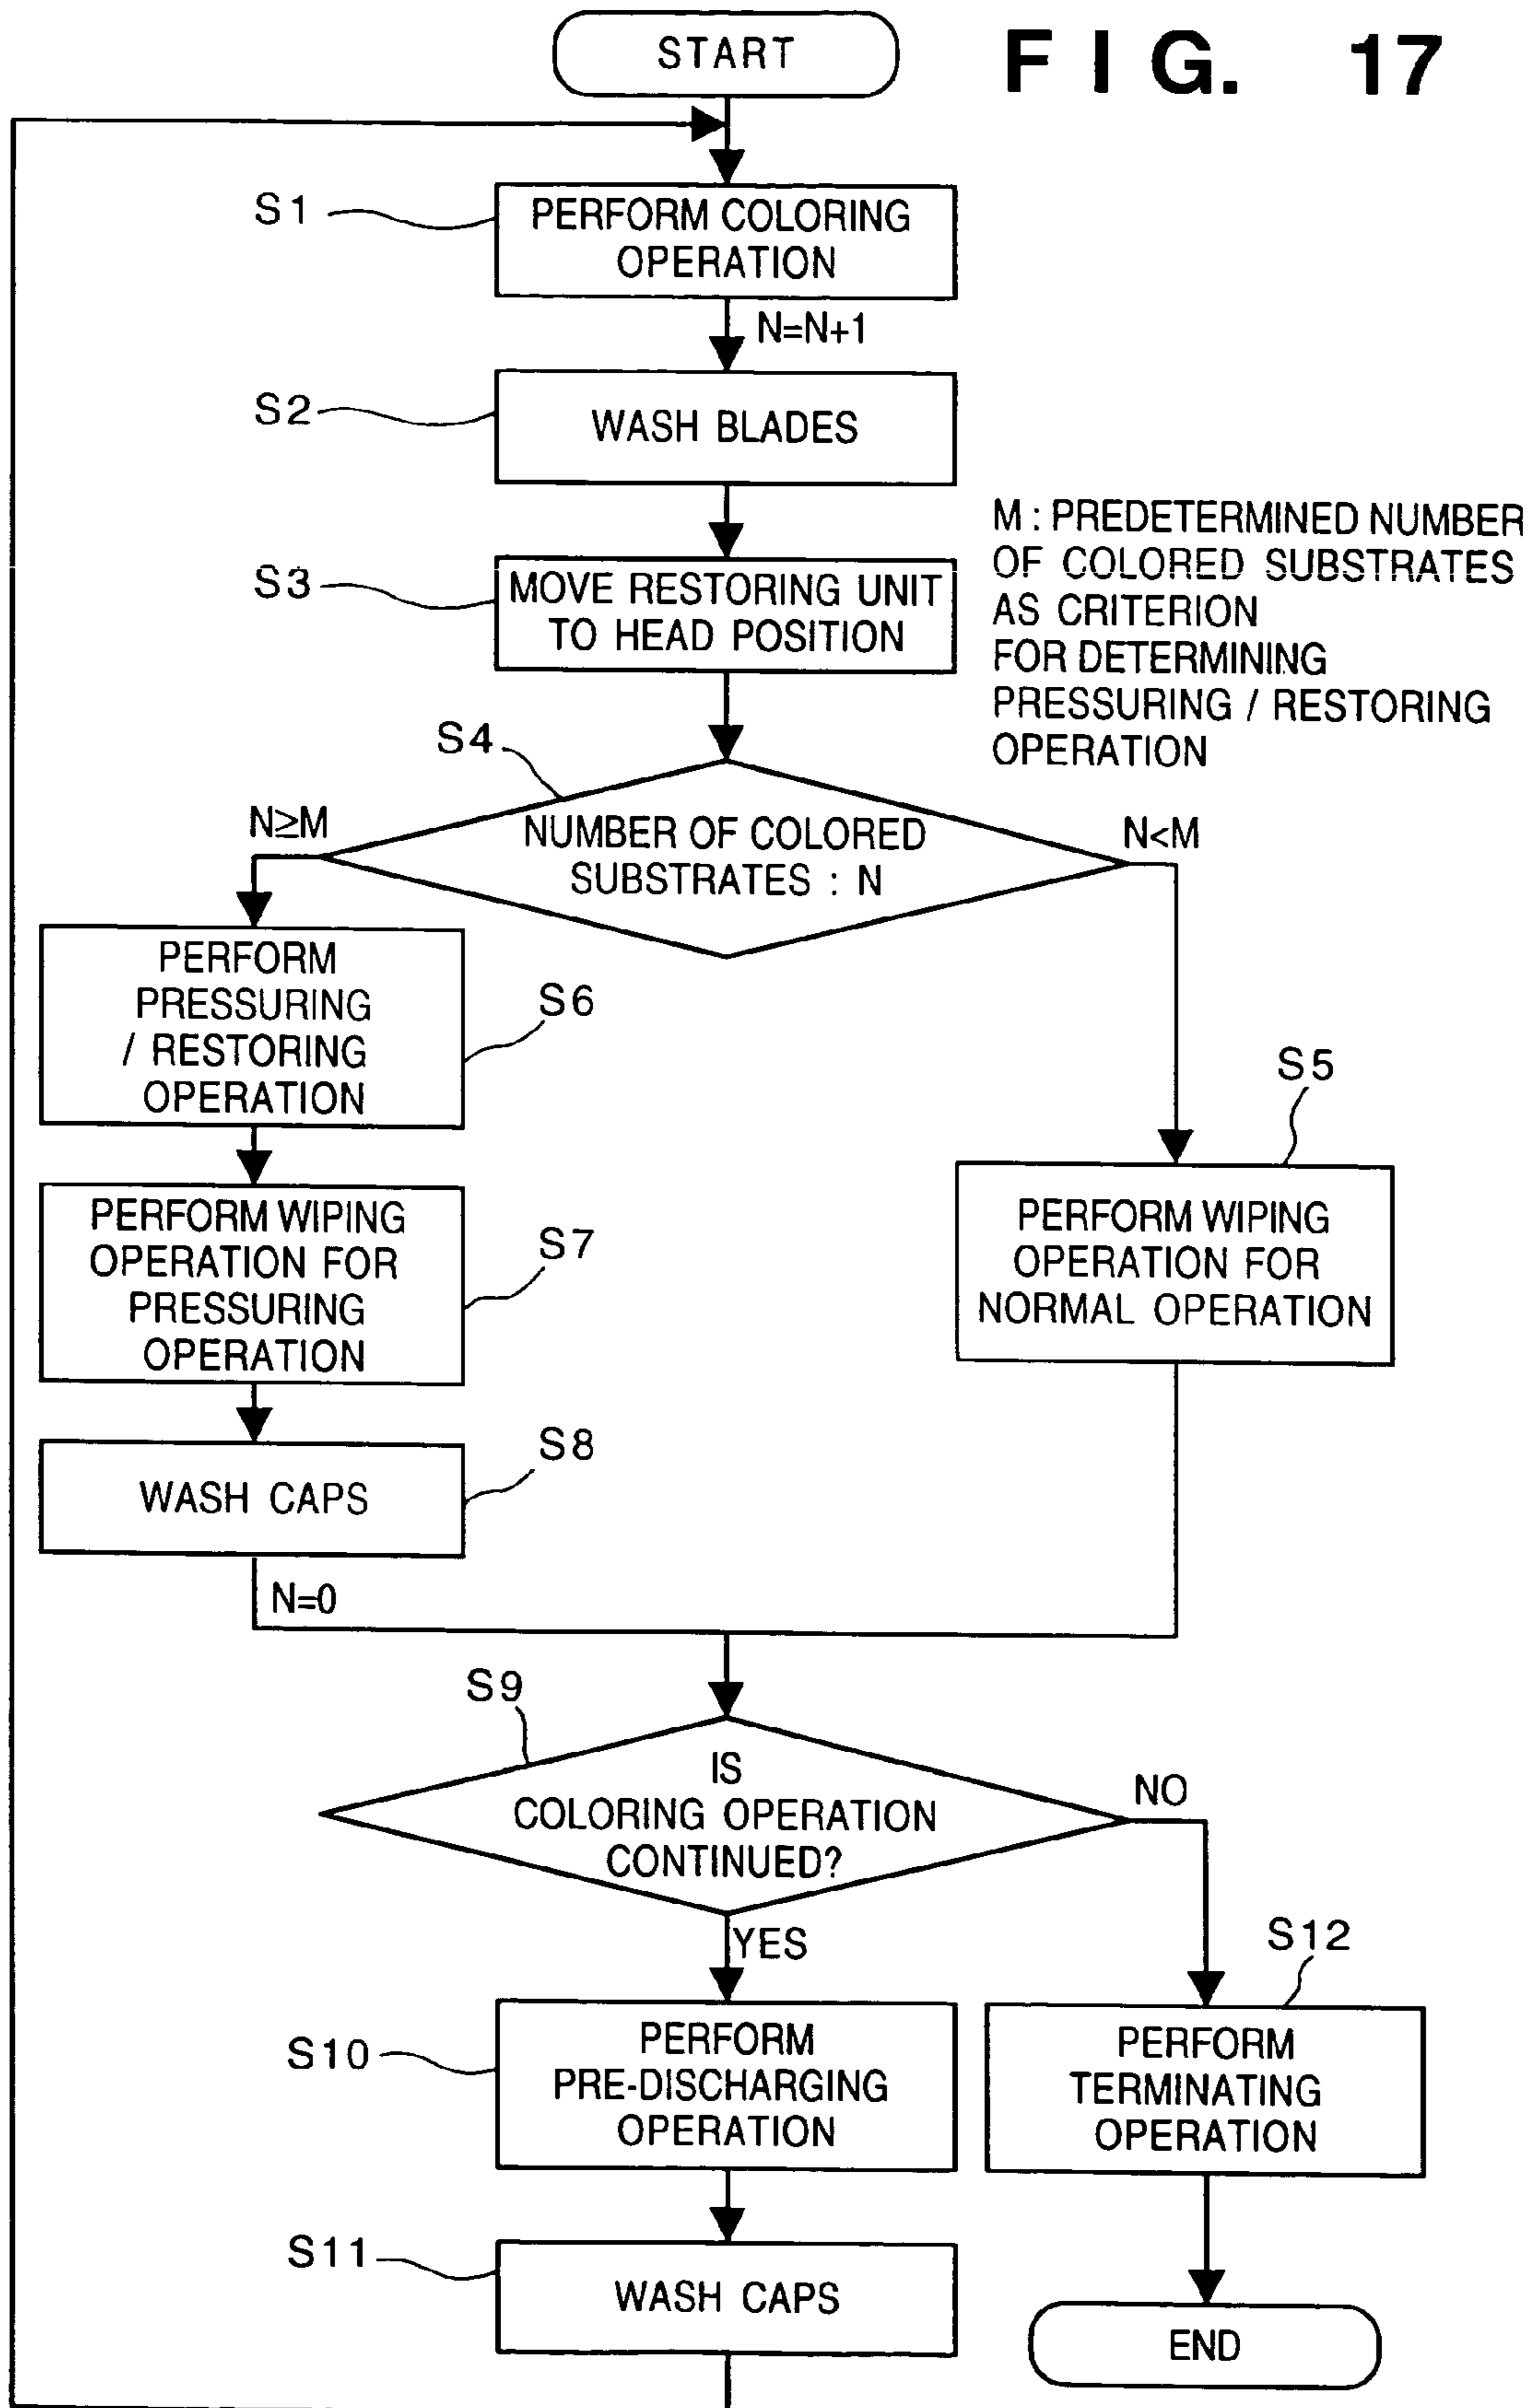 START
FIG. 17
S1
PERFORM COLORING
OPERATION
N=N+1
S2
WASH BLADES
S3
MOVE RESTORING UNIT
TO HEAD POSITION
M : PREDETERMINED NUMBER
OF COLORED SUBSTRATES
AS CRITERION
FOR DETERMINING
PRESSURING / RESTORING
OPERATION
S4
NUMBER OF COLORED
SUBSTRATES : N
N≥M
N<M
PERFORM
PRESSURING
/ RESTORING
OPERATION
S6
S5
PERFORM WIPING
OPERATION FOR
PRESSURING
OPERATION
S7
PERFORM WIPING
OPERATION FOR
NORMAL OPERATION
S8
WASH CAPS
N=0
S9
IS
COLORING OPERATION
CONTINUED?
NO
YES
S12
S10
PERFORM
PRE-DISCHARGING
OPERATION
PERFORM
TERMINATING
OPERATION
S11
WASH CAPS
END